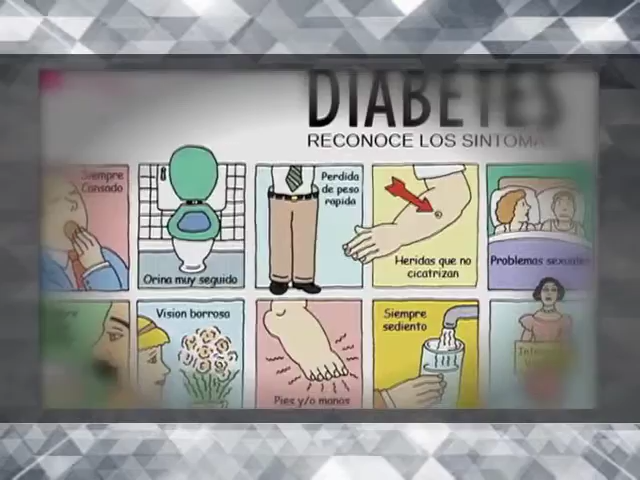 DIABETES
RECONOCE LOS SINTOMAS
Siempre
Cansado
Orina muy seguido
Perdida
de peso
rapida
Heridas que no
cicatrizan
Problemas sexuales
Vision borrosa
Pies y/o manos
Siempre
sediento